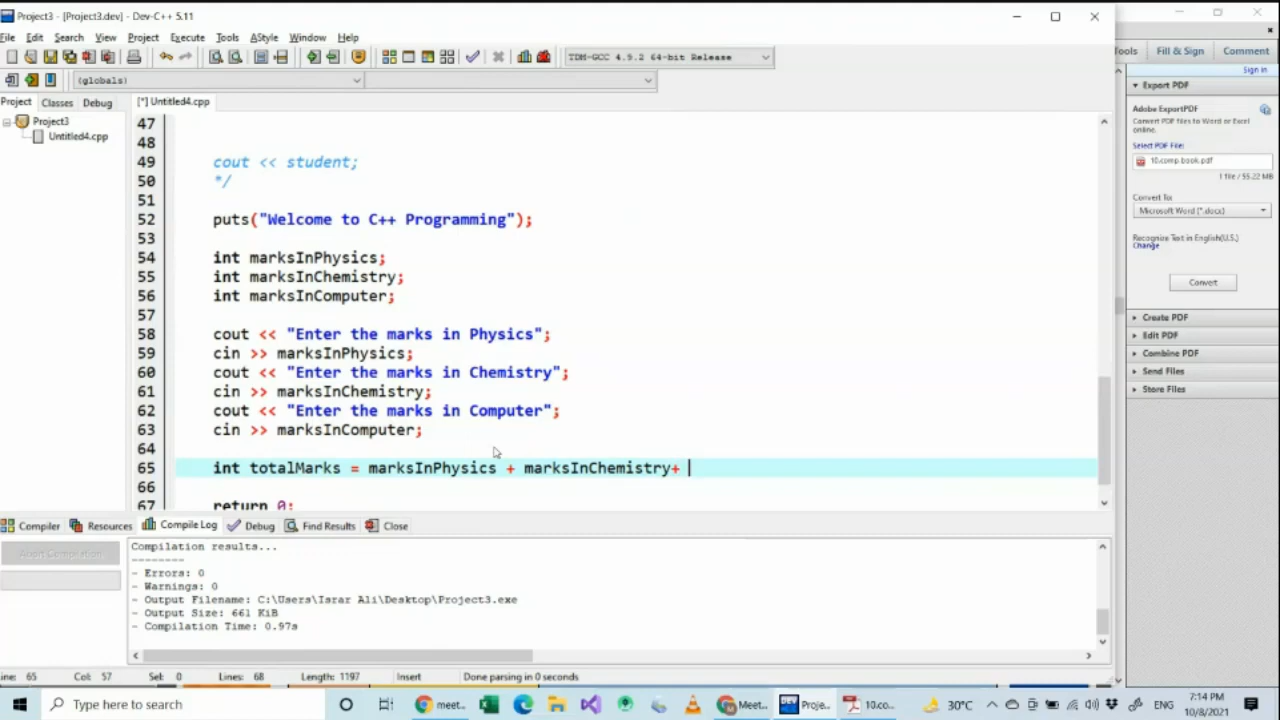 Project3 - [Project3.dev] - Dev-C++ 5.11
File Edit Search View Project Execute Tools AStyle Window Help
TDM-GCC 4.9.2 64-bit Release
(globals)
Project Classes Debug
[*] Untitled4.cpp
Project3
Untitled4.cpp
47
48
49 cout << student;
50 */
51
52 puts("Welcome to C++ Programming");
53
54 int marksInPhysics;
55 int marksInChemistry;
56 int marksInComputer;
57
58 cout << "Enter the marks in Physics";
59 cin >> marksInPhysics;
60 cout << "Enter the marks in Chemistry";
61 cin >> marksInChemistry;
62 cout << "Enter the marks in Computer";
63 cin >> marksInComputer;
64
65 int totalMarks = marksInPhysics + marksInChemistry+
66
67 return 0;
Compiler Resources Compile Log Debug Find Results Close
Abort Compilation
Compilation results...
--------
- Errors: 0
- Warnings: 0
- Output Filename: C:\Users\Israr Ali\Desktop\Project3.exe
- Output Size: 661 KiB
- Compilation Time: 0.97s
Line: 65 Col: 57 Sel: 0 Lines: 68 Length: 1197 Insert Done parsing in 0 seconds
Tools Fill & Sign Comment
Sign In
Export PDF
Adobe ExportPDF
Convert PDF files to Word or Excel
online.
Select PDF File:
10.comp.book.pdf
1 file / 55.22 MB
Convert To:
Microsoft Word (*.docx)
Recognize Text in English(U.S.)
Change
Convert
Create PDF
Edit PDF
Combine PDF
Send Files
Store Files
Type here to search
meet... Meet... Proje... 10.co...
30°C ENG
7:14 PM
10/8/2021